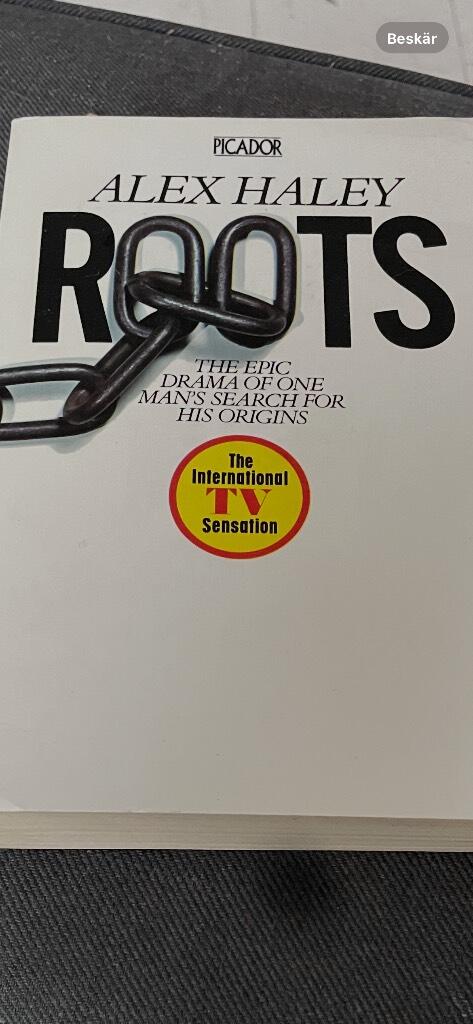 Beskär
PICADOR
ALEX HALEY
ROOTS
THE EPIC
DRAMA OF ONE
MAN'S SEARCH FOR
HIS ORIGINS
The
International
TV
Sensation